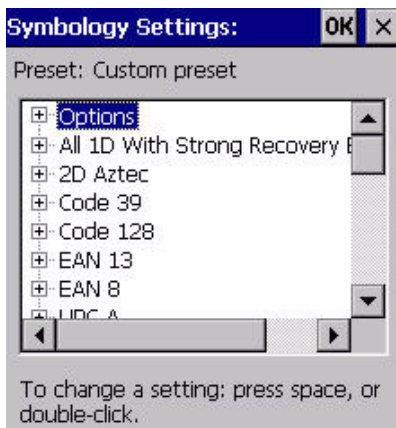 Symbology Settings: OK ×
Preset: Custom preset
Options
All 1D With Strong Recovery
2D Aztec
Code 39
Code 128
EAN 13
EAN 8
UPC A
To change a setting: press space, or
double-click.